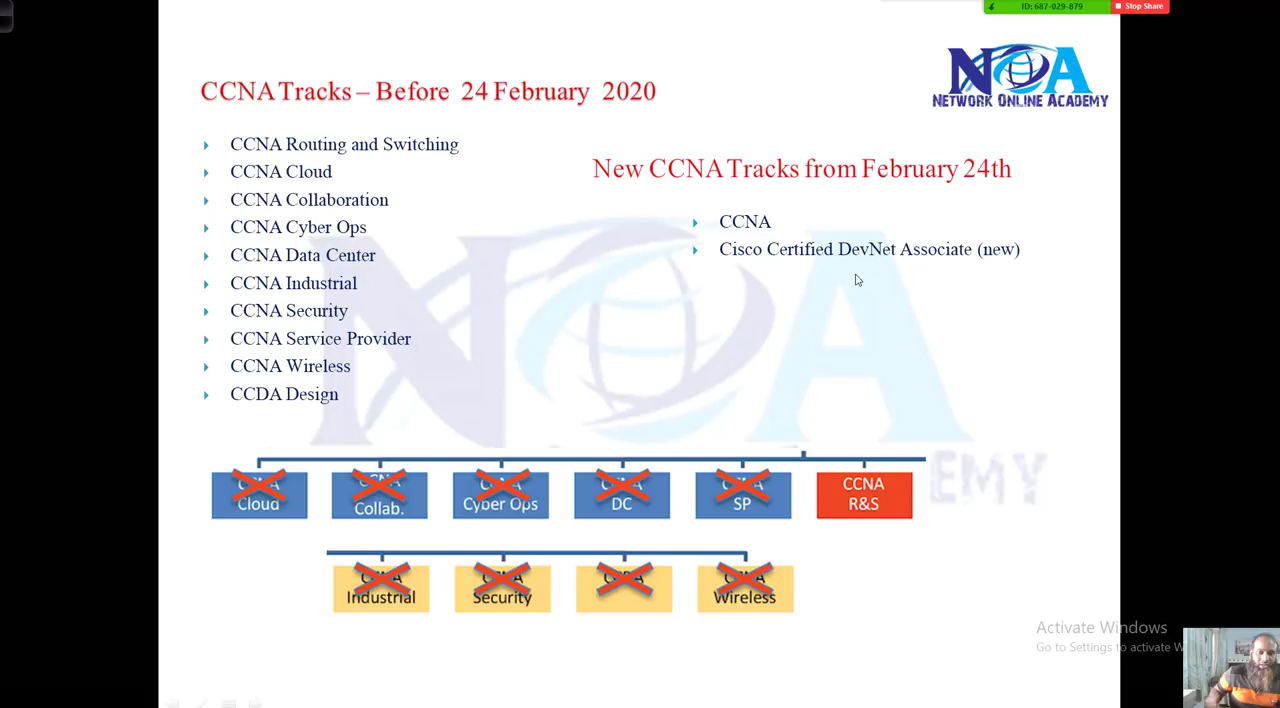 ID: 687-029-879
Stop Share
NETWORK ONLINE ACADEMY
CCNA Tracks – Before 24 February 2020
CCNA Routing and Switching
CCNA Cloud
CCNA Collaboration
CCNA Cyber Ops
CCNA Data Center
CCNA Industrial
CCNA Security
CCNA Service Provider
CCNA Wireless
CCDA Design
New CCNA Tracks from February 24th
CCNA
Cisco Certified DevNet Associate (new)
CCNA Cloud
CCNA Collab.
CCNA Cyber Ops
CCNA DC
CCNA SP
CCNA R&S
CCNA Industrial
CCNA Security
CCDA
CCNA Wireless
EMY
Activate Windows
Go to Settings to activate W